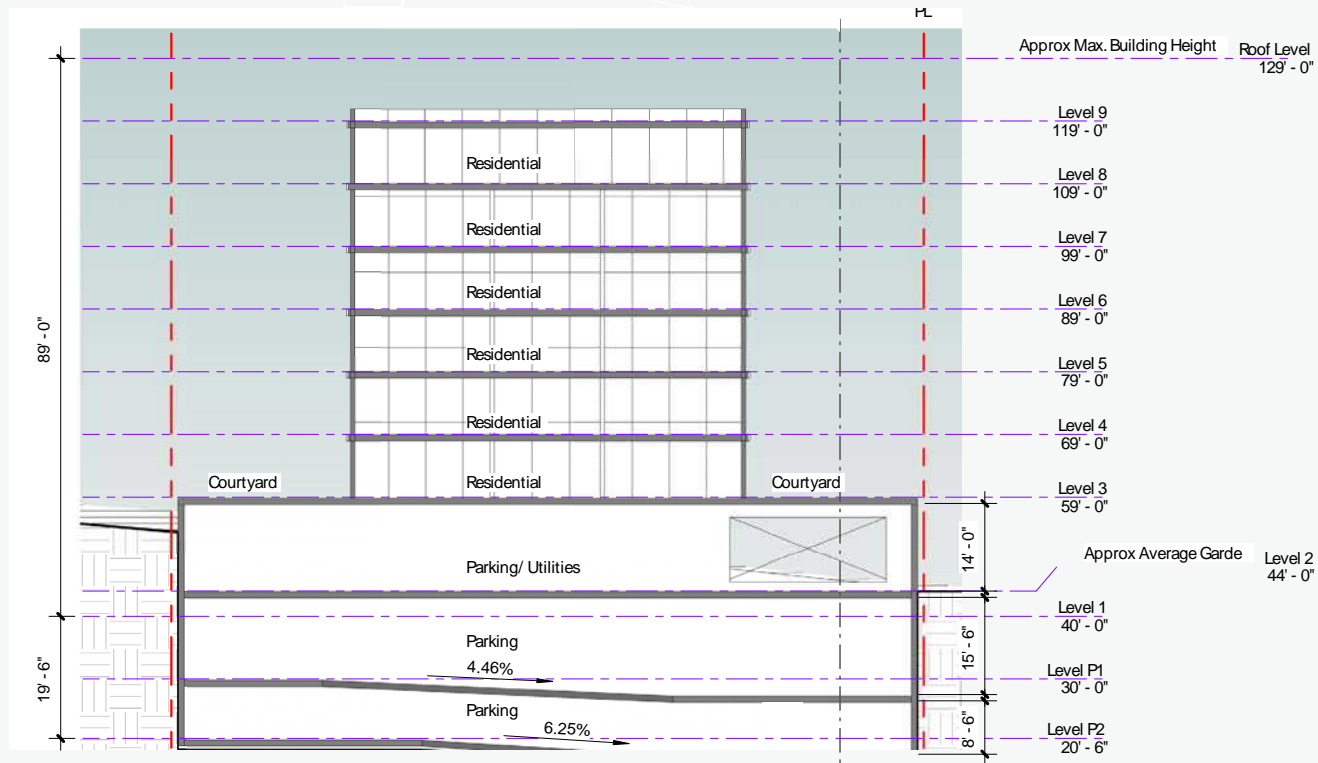 PL
Approx Max. Building Height
Roof Level
129' - 0"
Level 9
119' - 0"
Residential
Level 8
109' - 0"
Residential
Level 7
99' - 0"
Residential
Level 6
89' - 0"
89' - 0"
Residential
Level 5
79' - 0"
Residential
Level 4
69' - 0"
Courtyard
Residential
Courtyard
Level 3
59' - 0"
14' - 0"
Parking/ Utilities
Approx Average Garde
Level 2
44' - 0"
Level 1
40' - 0"
Parking
15' - 6"
4.46%
19' - 6"
Level P1
30' - 0"
Parking
6.25%
8' - 6"
Level P2
20' - 6"